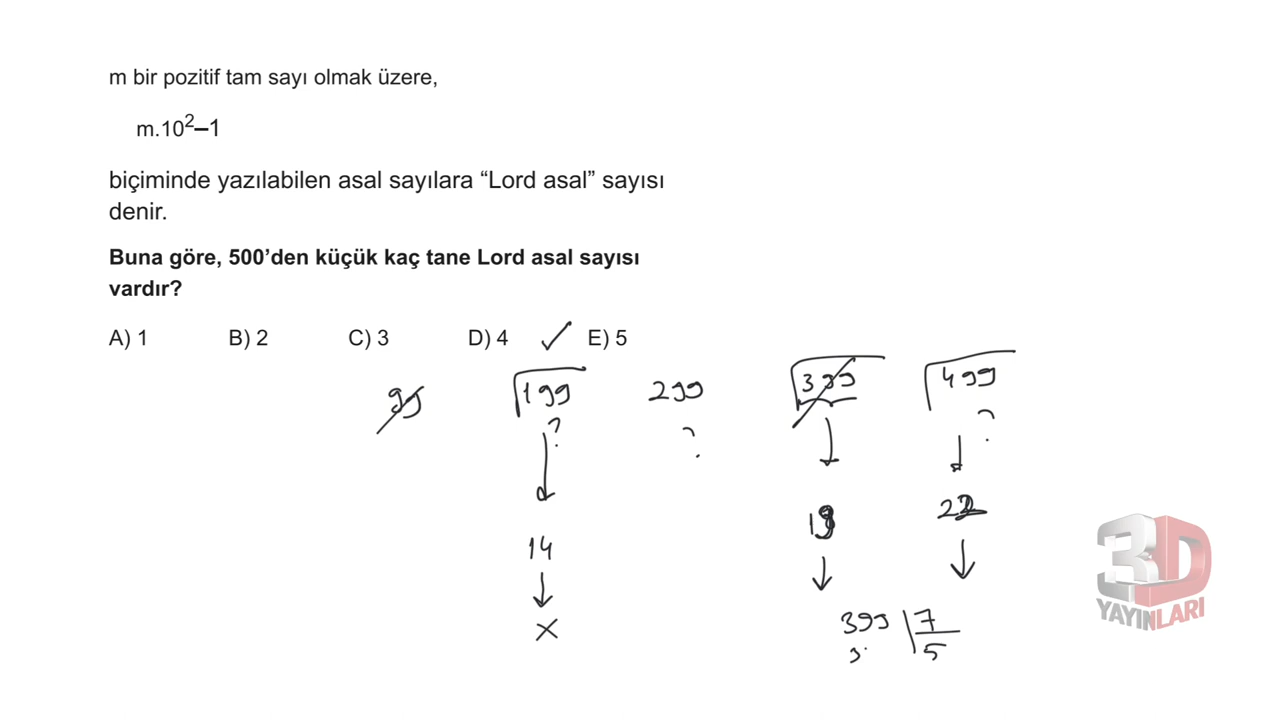 m bir pozitif tam sayı olmak üzere,
m.10²–1
biçiminde yazılabilen asal sayılara “Lord asal” sayısı
denir.
Buna göre, 500’den küçük kaç tane Lord asal sayısı
vardır?
A) 1 B) 2 C) 3 D) 4 E) 5
99 199 299 399 499
? ? ?
14 19 22
399 7
5
3D
YAYINLARI